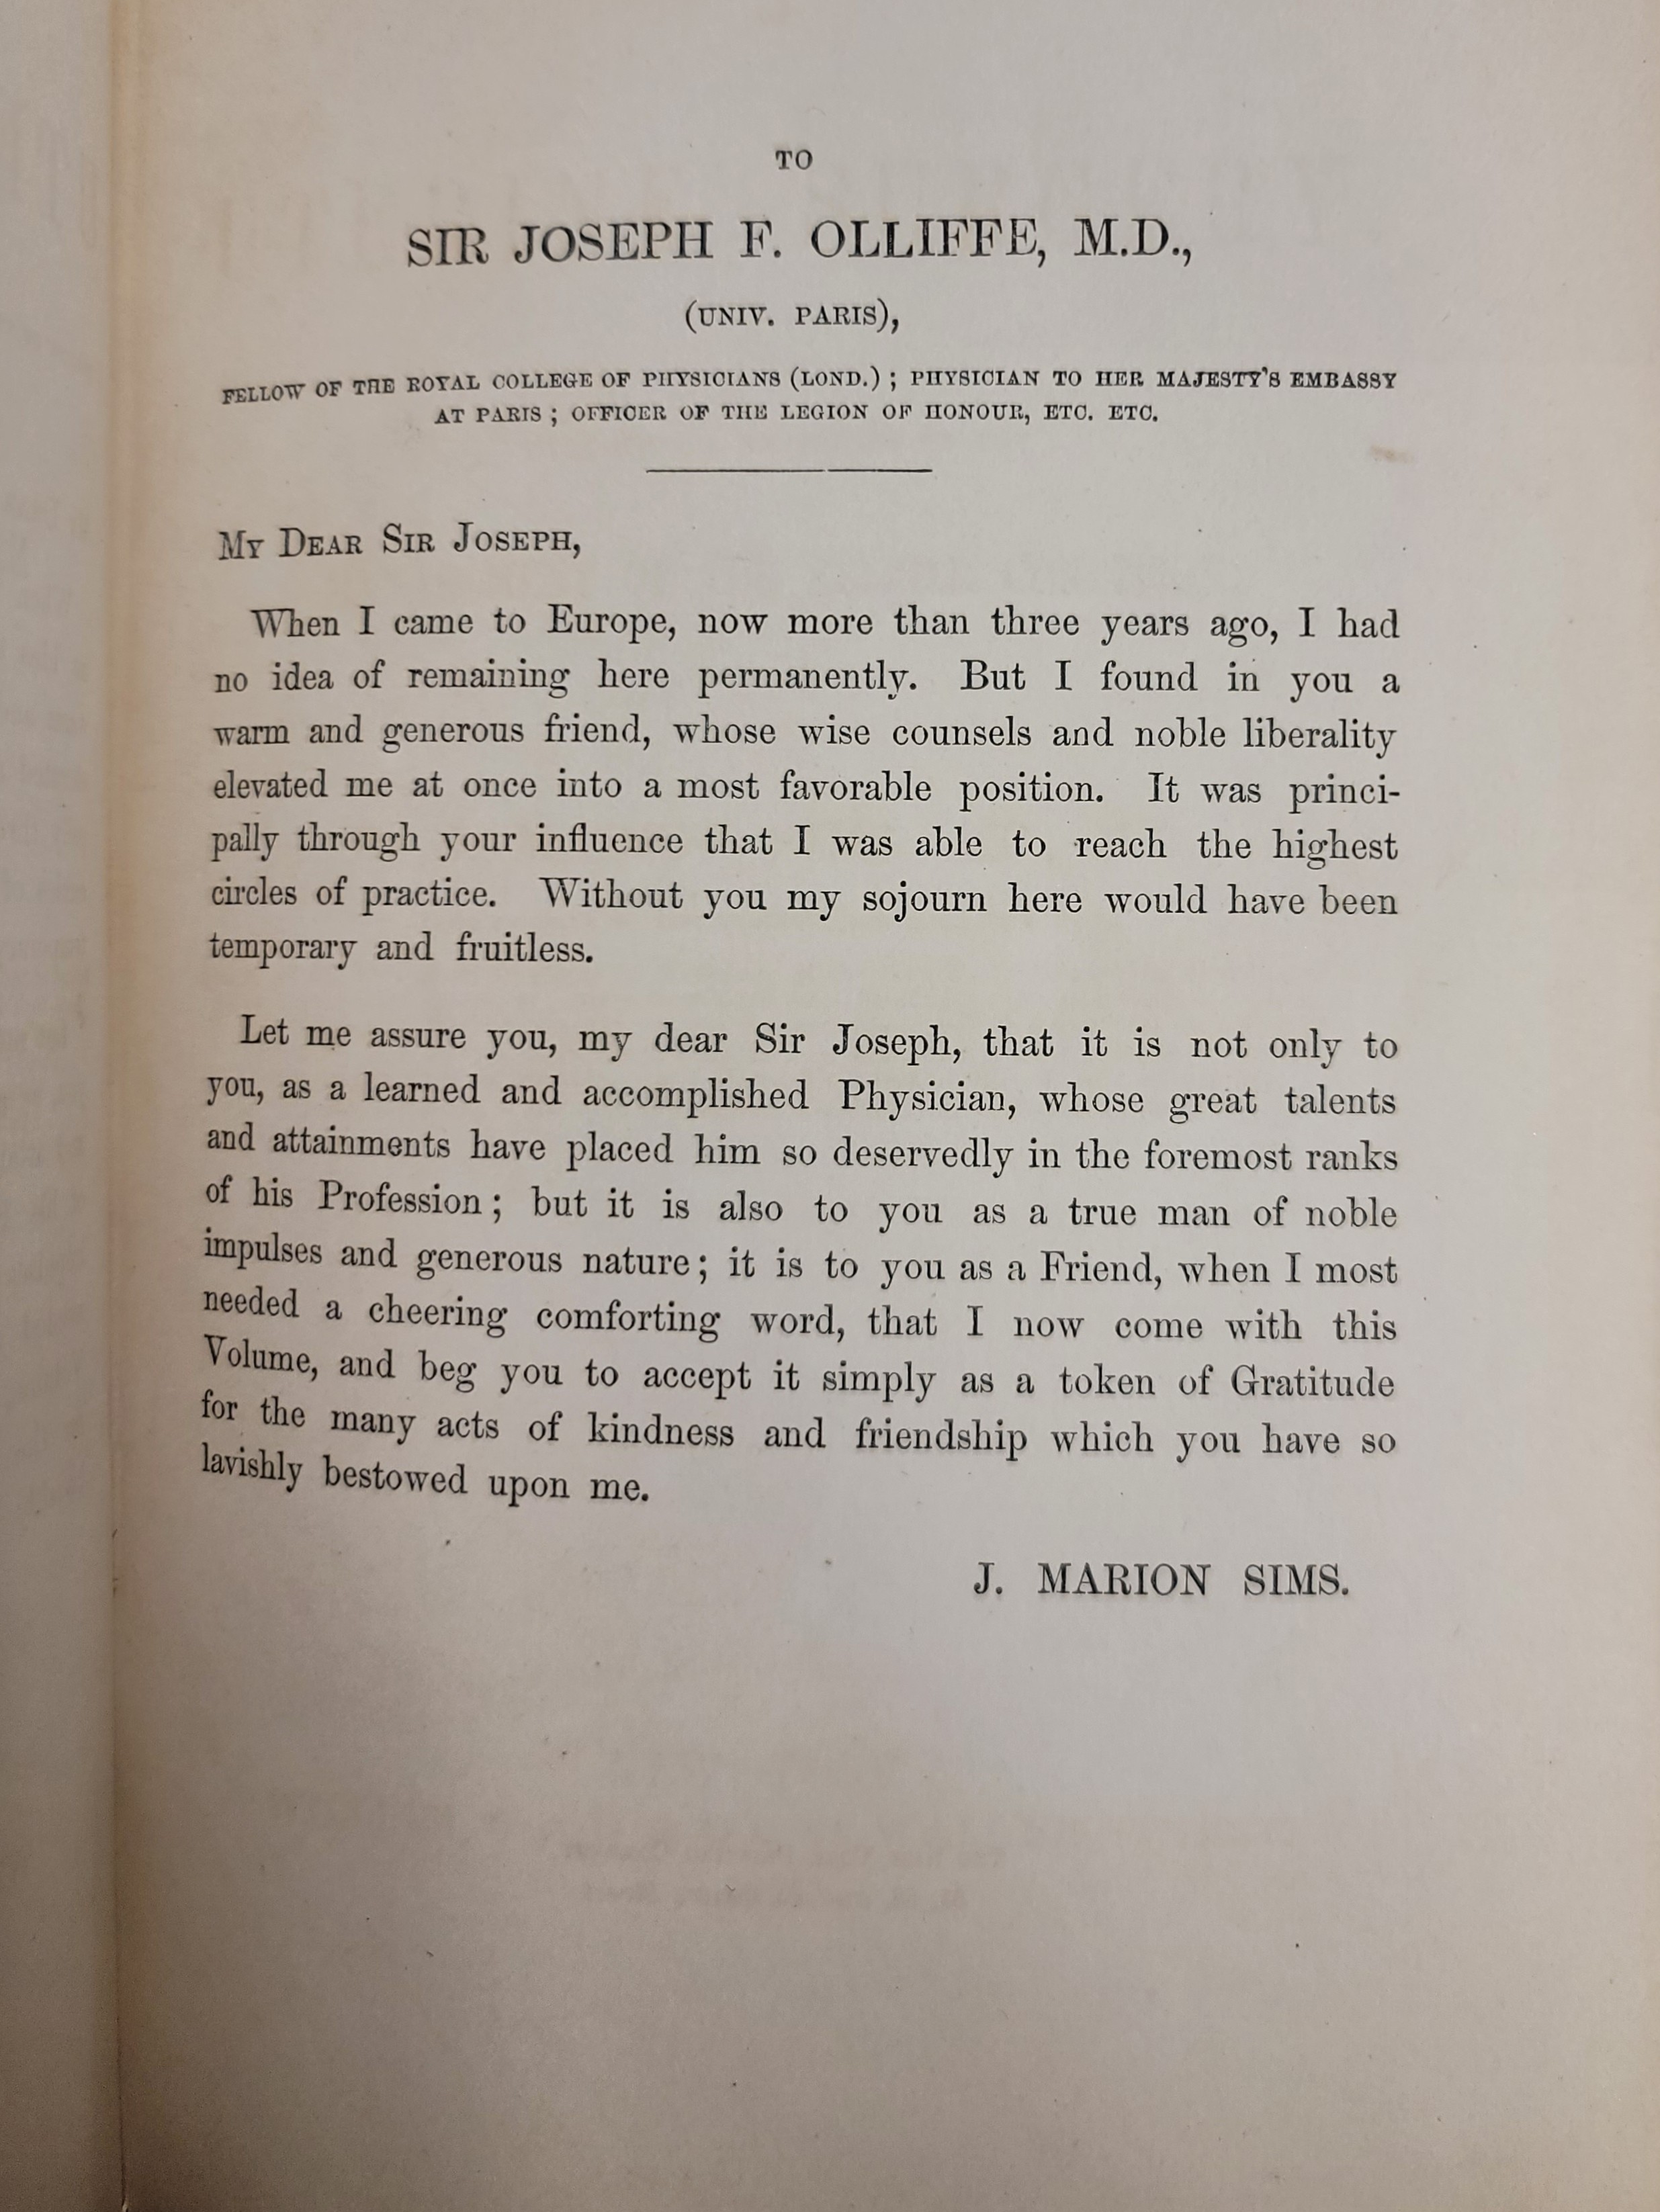 TO
SIR JOSEPH F. OLLIFFE, M.D.,
(UNIV. PARIS),
FELLOW OF THE ROYAL COLLEGE OF PHYSICIANS (LOND.) ; PHYSICIAN TO HER MAJESTY'S EMBASSY
AT PARIS ; OFFICER OF THE LEGION OF HONOUR, ETC. ETC.
MY DEAR SIR JOSEPH,
When I came to Europe, now more than three years ago, I had
no idea of remaining here permanently. But I found in you a
warm and generous friend, whose wise counsels and noble liberality
elevated me at once into a most favorable position. It was princi-
pally through your influence that I was able to reach the highest
circles of practice. Without you my sojourn here would have been
temporary and fruitless.
Let me assure you, my dear Sir Joseph, that it is not only to
you, as a learned and accomplished Physician, whose great talents
and attainments have placed him so deservedly in the foremost ranks
of his Profession ; but it is also to you as a true man of noble
impulses and generous nature ; it is to you as a Friend, when I most
needed a cheering comforting word, that I now come with this
Volume, and beg you to accept it simply as a token of Gratitude
for the many acts of kindness and friendship which you have so
lavishly bestowed upon me.
J. MARION SIMS.